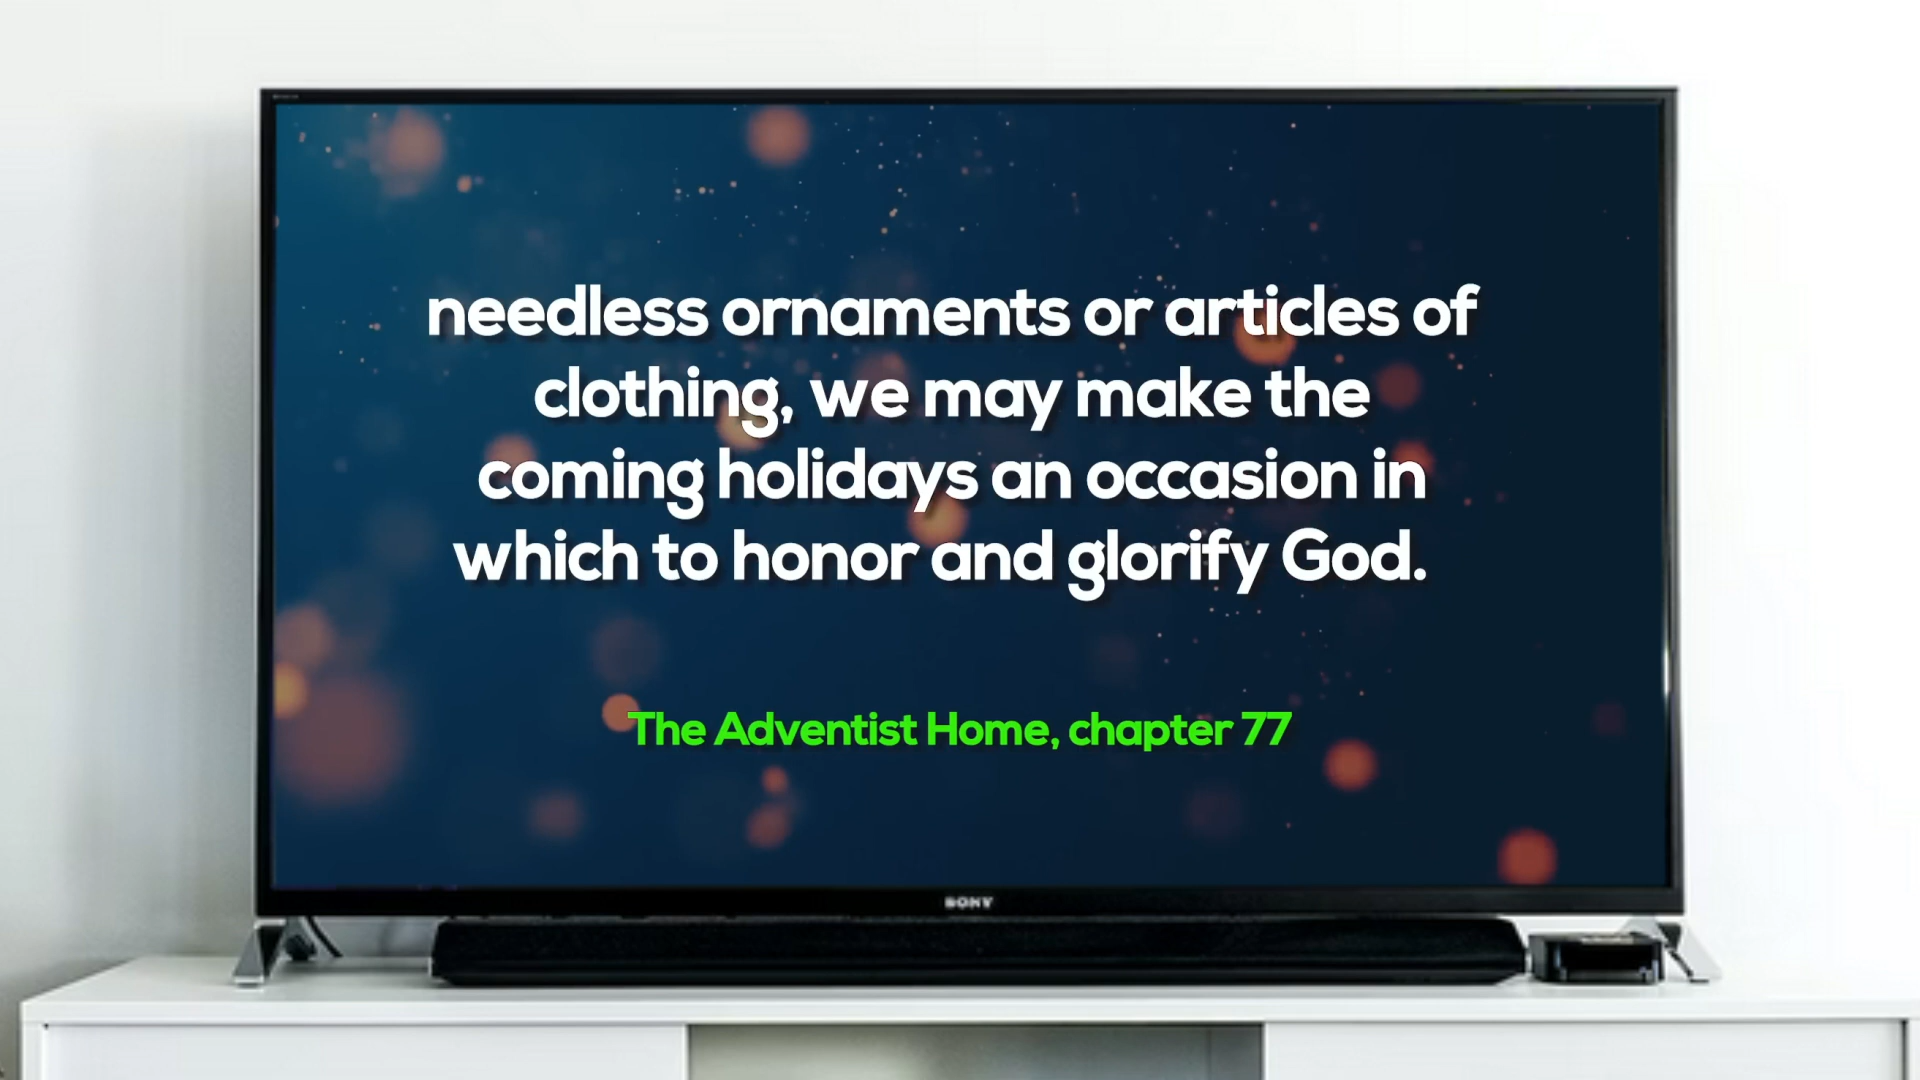 needless ornaments or articles of
clothing, we may make the
coming holidays an occasion in
which to honor and glorify God.
The Adventist Home, chapter 77
SONY